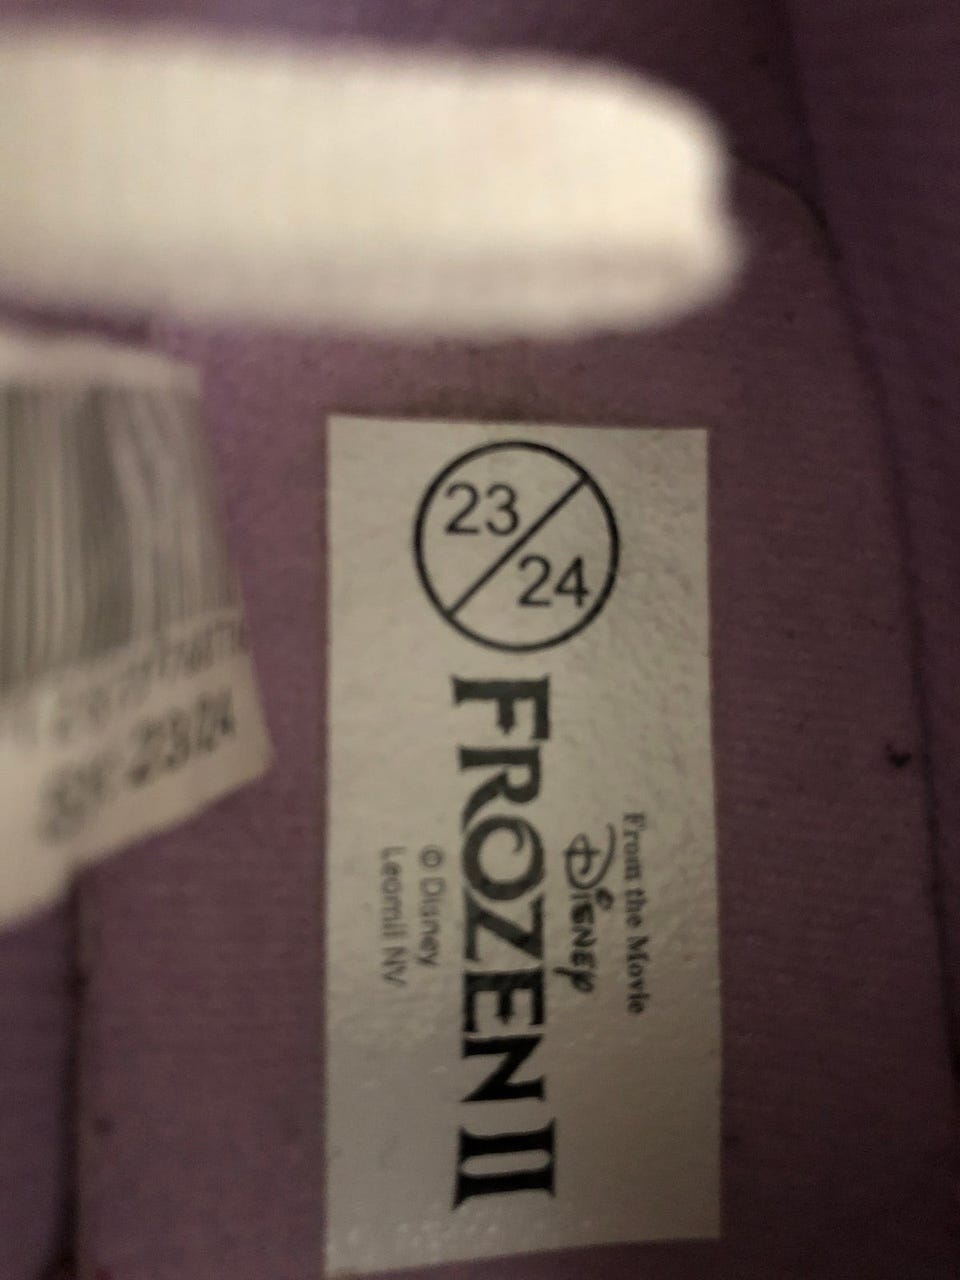 23
24
From the Movie
Disney
FROZEN II
© Disney
Leomil NV